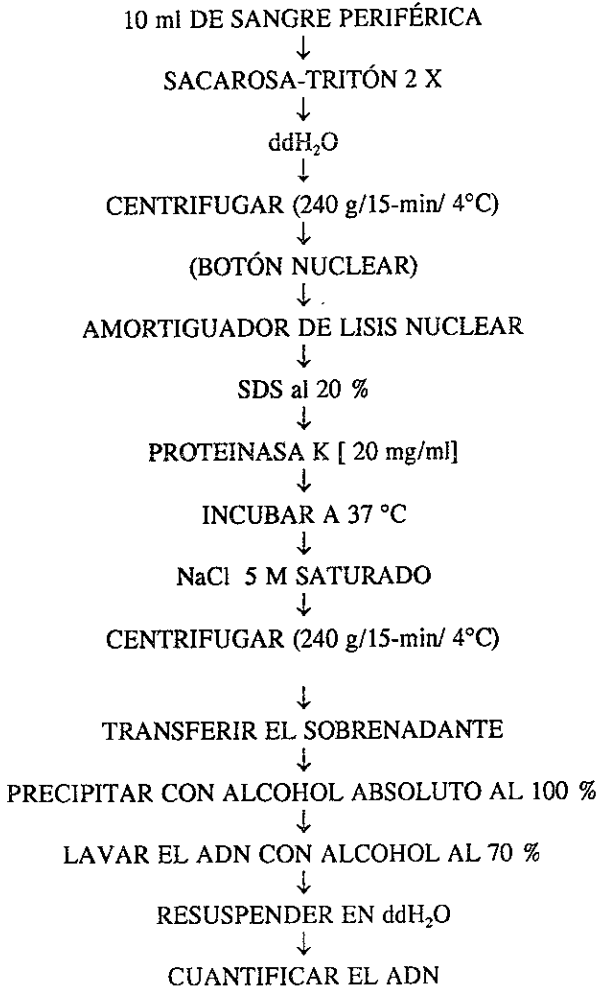 10 ml DE SANGRE PERIFÉRICA
↓
SACAROSA-TRITÓN 2 X
↓
ddH₂O
↓
CENTRIFUGAR (240 g/15-min/ 4°C)
↓
(BOTÓN NUCLEAR)
↓
AMORTIGUADOR DE LISIS NUCLEAR
↓
SDS al 20 %
↓
PROTEINASA K [ 20 mg/ml]
↓
INCUBAR A 37 °C
↓
NaCl 5 M SATURADO
↓
CENTRIFUGAR (240 g/15-min/ 4°C)
↓
TRANSFERIR EL SOBRENADANTE
↓
PRECIPITAR CON ALCOHOL ABSOLUTO AL 100 %
↓
LAVAR EL ADN CON ALCOHOL AL 70 %
↓
RESUSPENDER EN ddH₂O
↓
CUANTIFICAR EL ADN